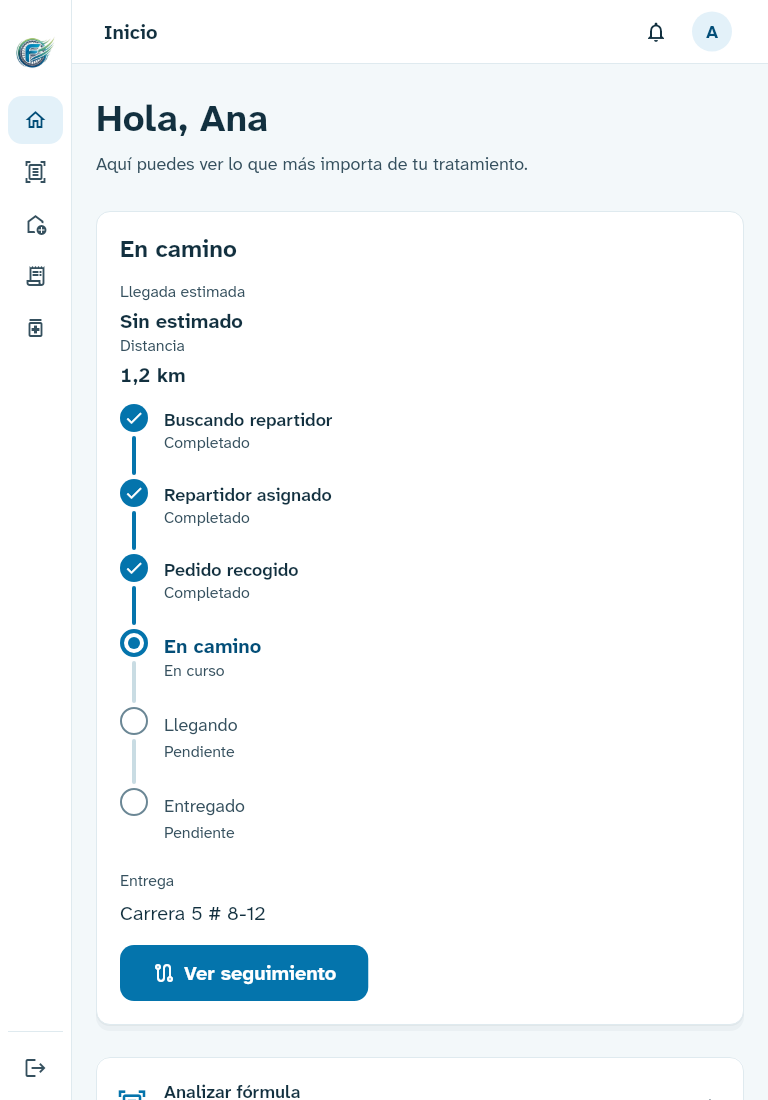 Inicio
A
Hola, Ana
Aquí puedes ver lo que más importa de tu tratamiento.
En camino
Llegada estimada
Sin estimado
Distancia
1,2 km
Buscando repartidor
Completado
Repartidor asignado
Completado
Pedido recogido
Completado
En camino
En curso
Llegando
Pendiente
Entregado
Pendiente
Entrega
Carrera 5 # 8-12
Ver seguimiento
Analizar fórmula